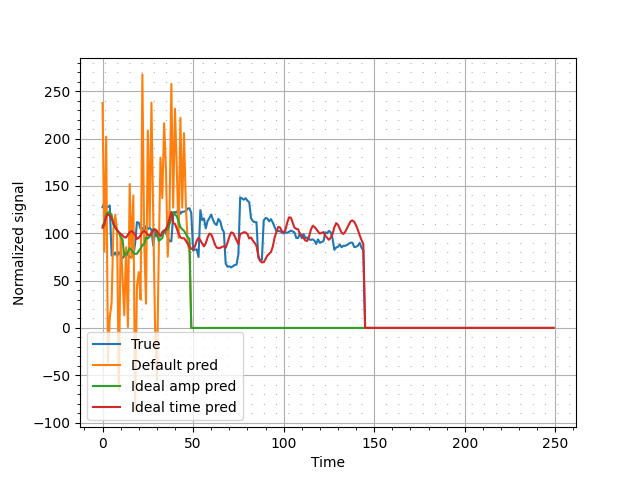 Normalized signal
250
200
150
100
50
0
−50
−100
True
Default pred
Ideal amp pred
Ideal time pred
0 50 100 150 200 250
Time